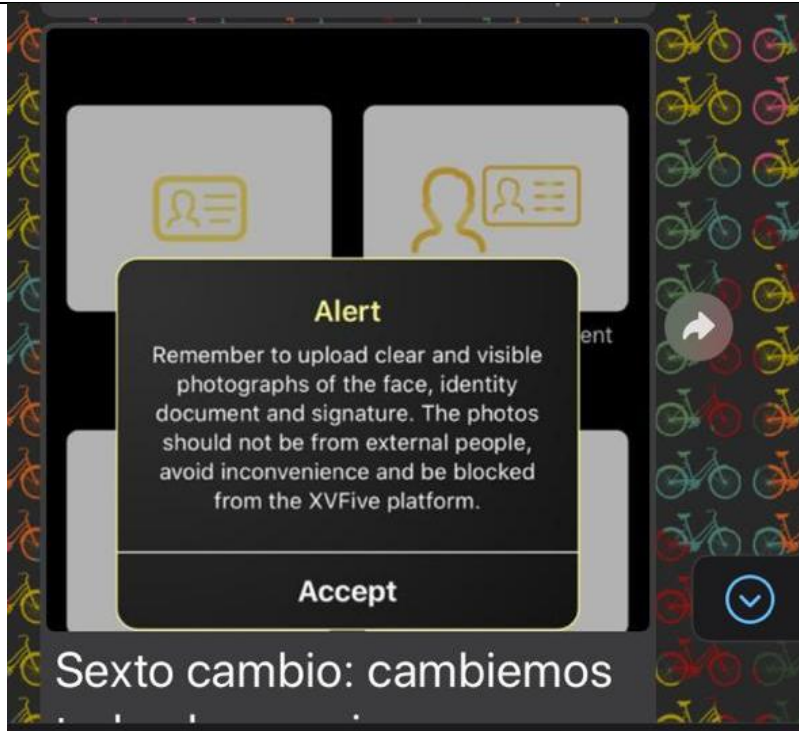 ent
Alert
Remember to upload clear and visible
photographs of the face, identity
document and signature. The photos
should not be from external people,
avoid inconvenience and be blocked
from the XVFive platform.
Accept
Sexto cambio: cambiemos